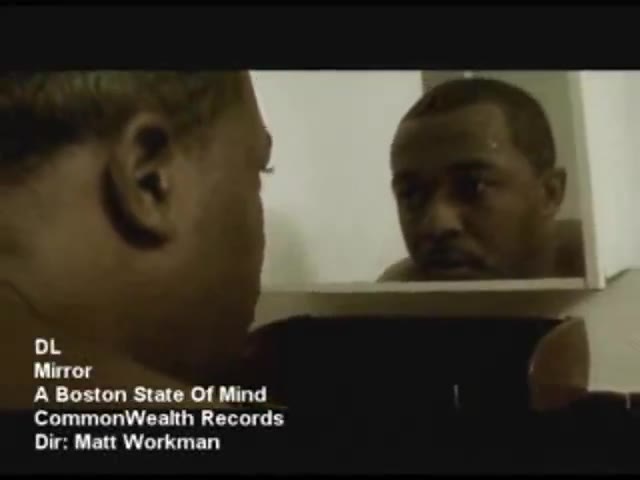 DL
Mirror
A Boston State Of Mind
CommonWealth Records
Dir: Matt Workman